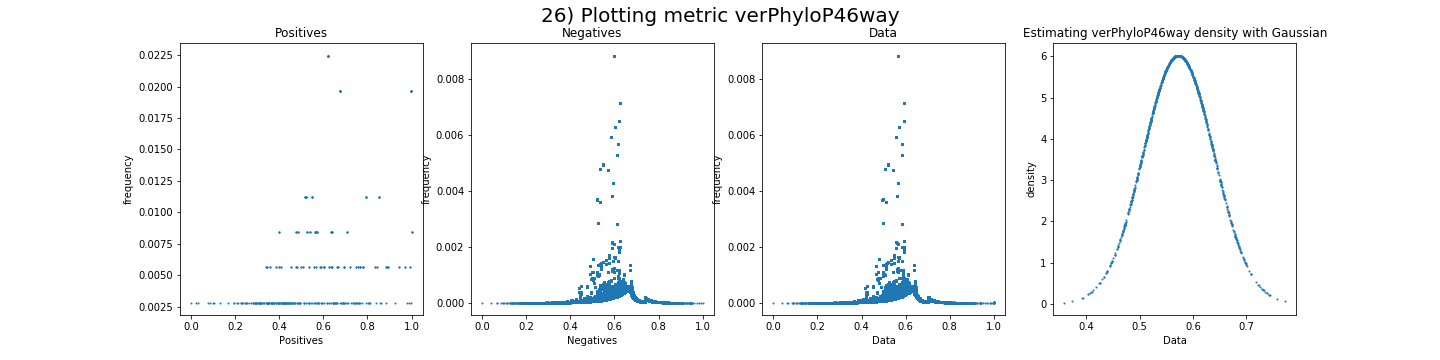 26) Plotting metric verPhyloP46way
Positives
frequency
0.0225
0.0200
0.0175
0.0150
0.0125
0.0100
0.0075
0.0050
0.0025
0.0 0.2 0.4 0.6 0.8 1.0
Positives
Negatives
frequency
0.008
0.006
0.004
0.002
0.000
0.0 0.2 0.4 0.6 0.8 1.0
Negatives
Data
frequency
0.008
0.006
0.004
0.002
0.000
0.0 0.2 0.4 0.6 0.8 1.0
Data
Estimating verPhyloP46way density with Gaussian
density
6
5
4
3
2
1
0
0.4 0.5 0.6 0.7
Data